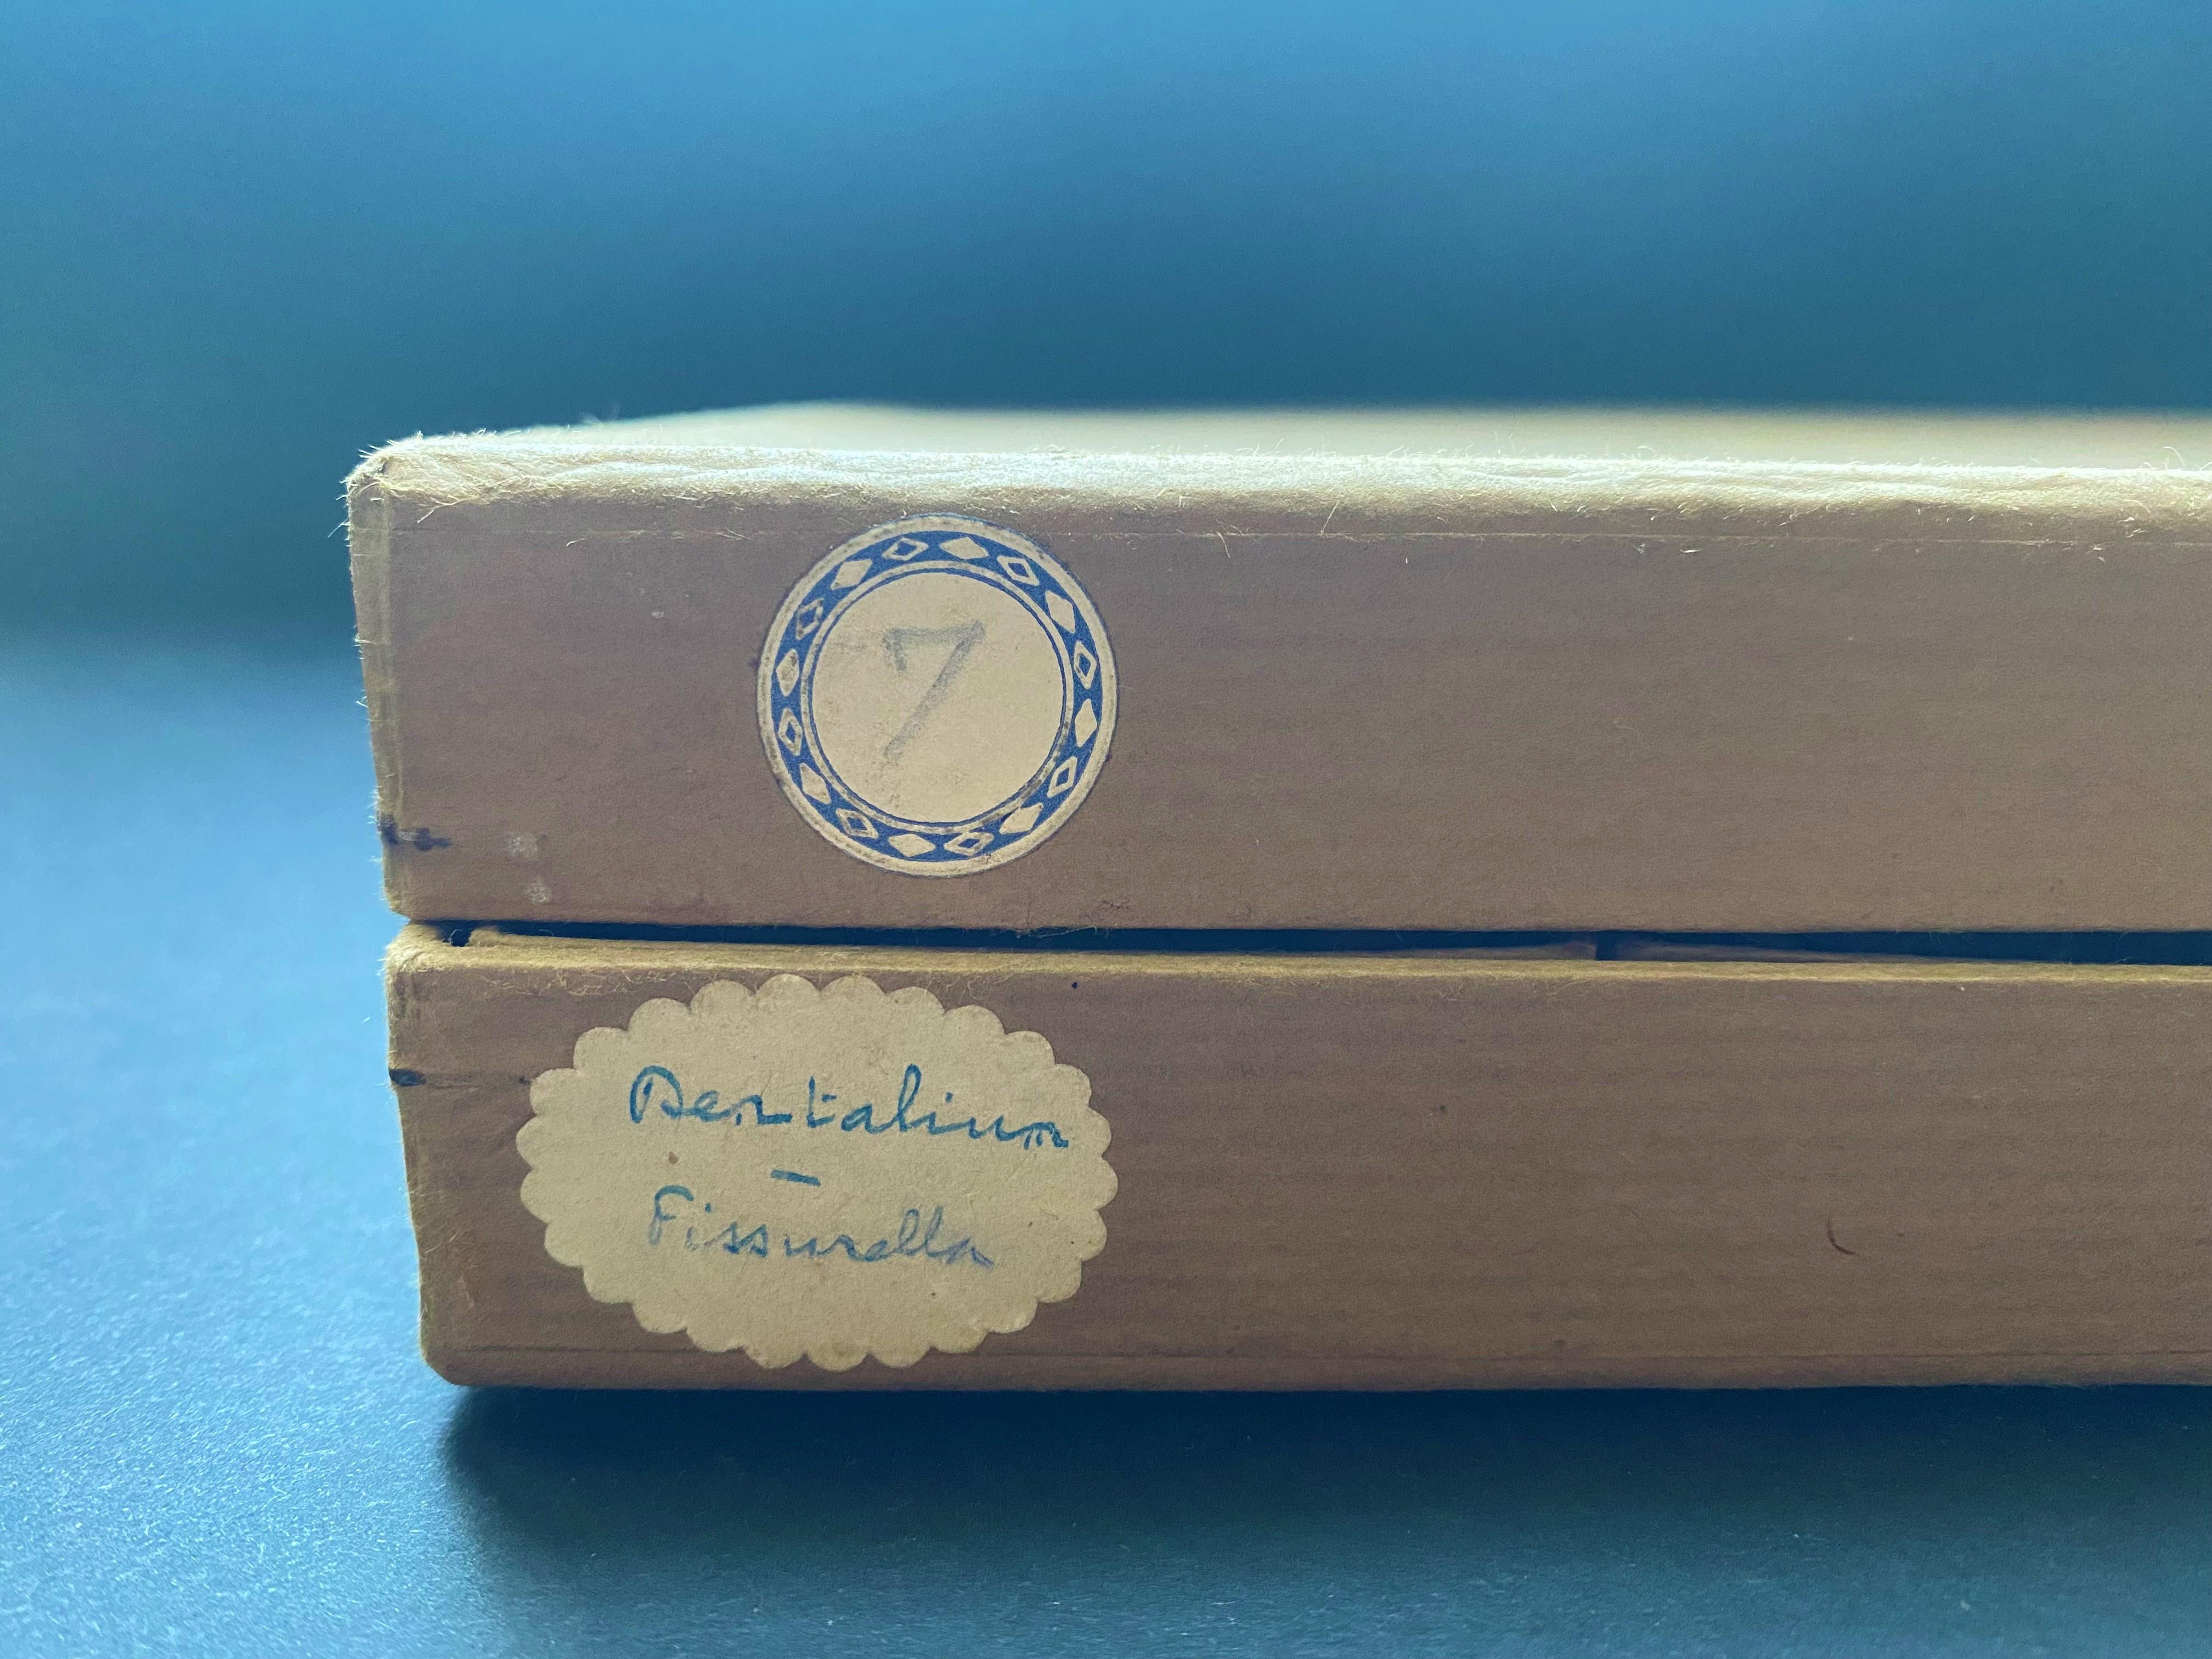 7
Dentalium
–
Fissurella